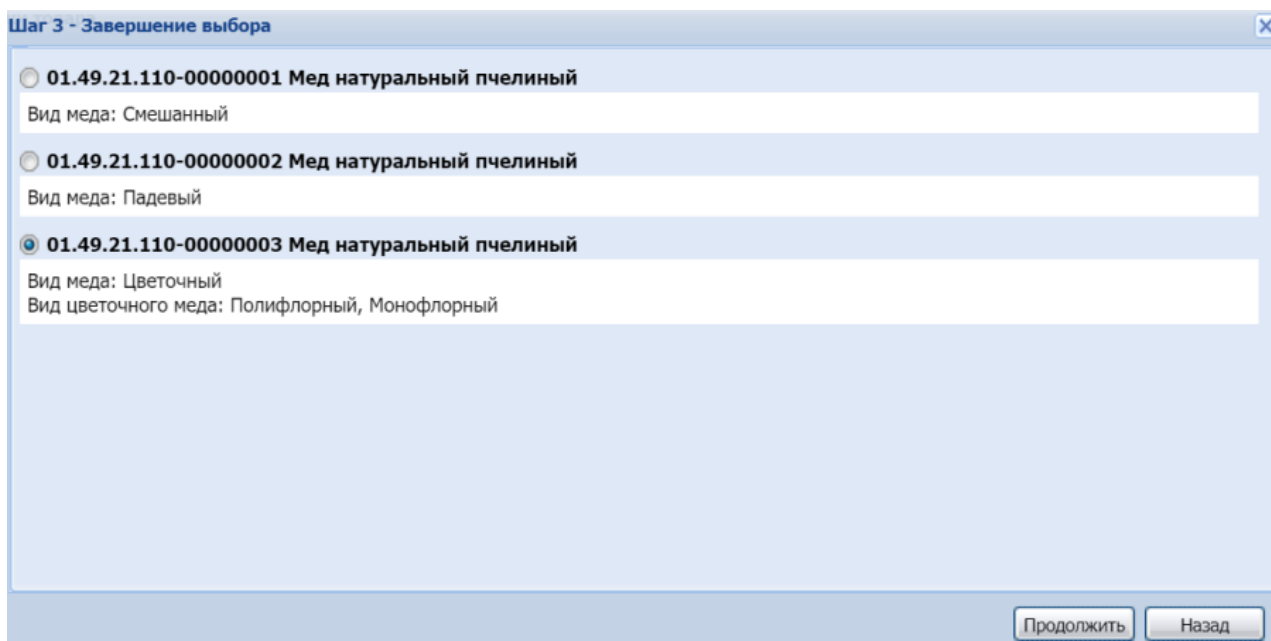 Шаг 3 - Завершение выбора
01.49.21.110-00000001 Мед натуральный пчелиный
Вид меда: Смешанный
01.49.21.110-00000002 Мед натуральный пчелиный
Вид меда: Падевый
01.49.21.110-00000003 Мед натуральный пчелиный
Вид меда: Цветочный
Вид цветочного меда: Полифлорный, Монофлорный
Продолжить Назад